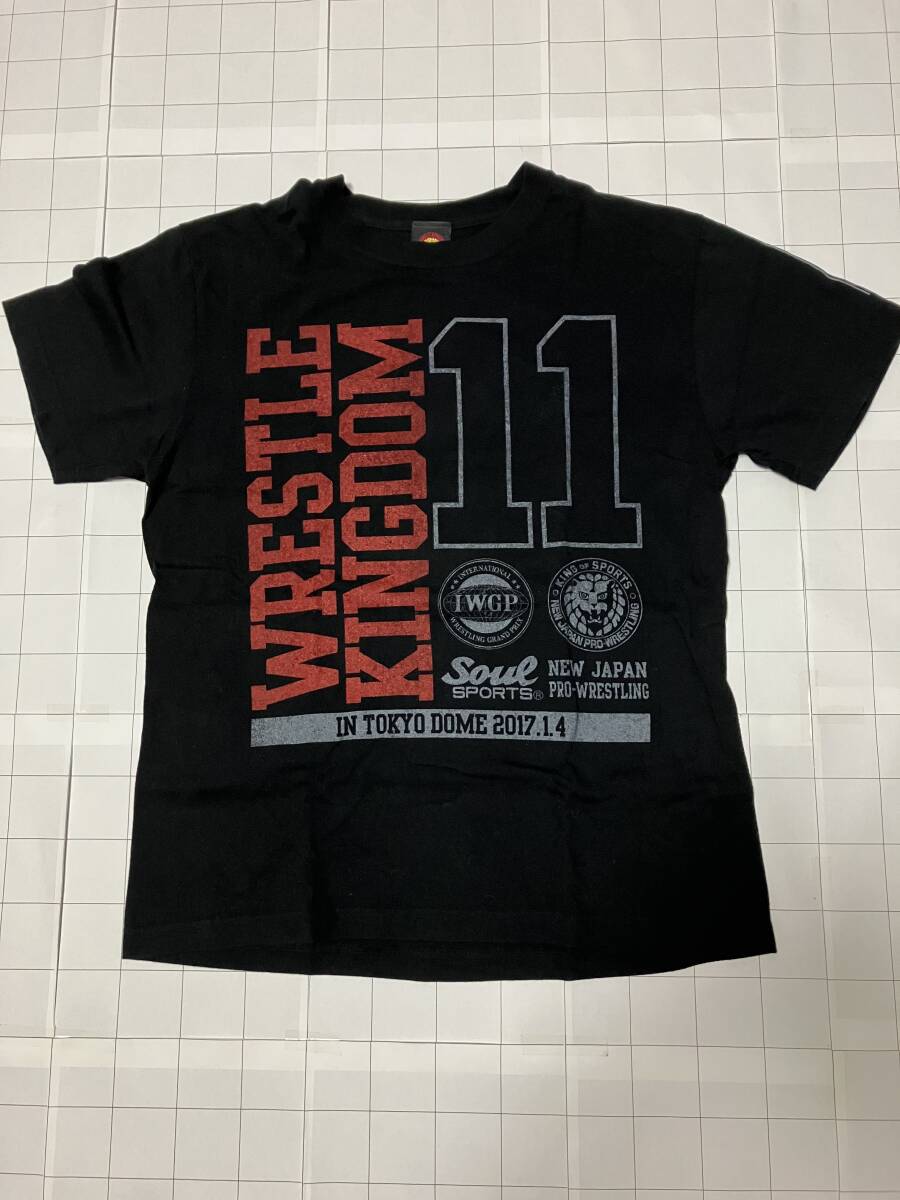 WRESTLE
KINGDOM
11
INTERNATIONAL
IWGP
WRESTLING GRAND PRIX
KING OF SPORTS
NEW JAPAN PRO-WRESTLING
Soul
SPORTS®
NEW JAPAN
PRO-WRESTLING
IN TOKYO DOME 2017.1.4